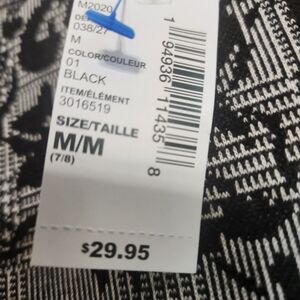 M2020
038/27
M
COLOR/COULEUR
01
BLACK
ITEM/ÉLÉMENT
3016519
SIZE/TAILLE
M/M
(7/8)
$29.95
1 94936 11435 8